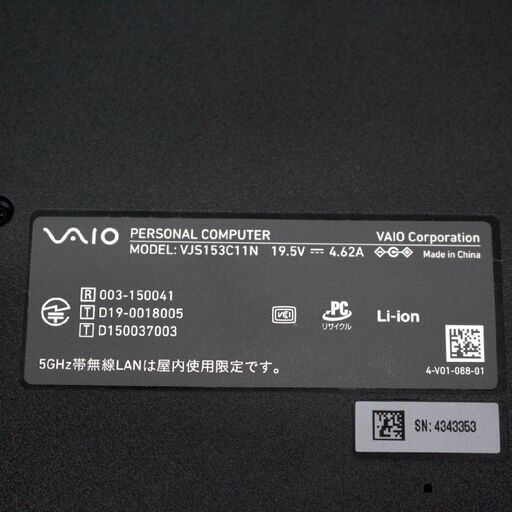 VAIO PERSONAL COMPUTER VAIO Corporation
MODEL: VJS153C11N 19.5V 4.62A Made in China
R 003-150041
T D19-0018005
T D150037003
VCCI
PC
リサイクル
Li-ion
5GHz帯無線LANは屋内使用限定です。
4-V01-088-01
SN: 4343353